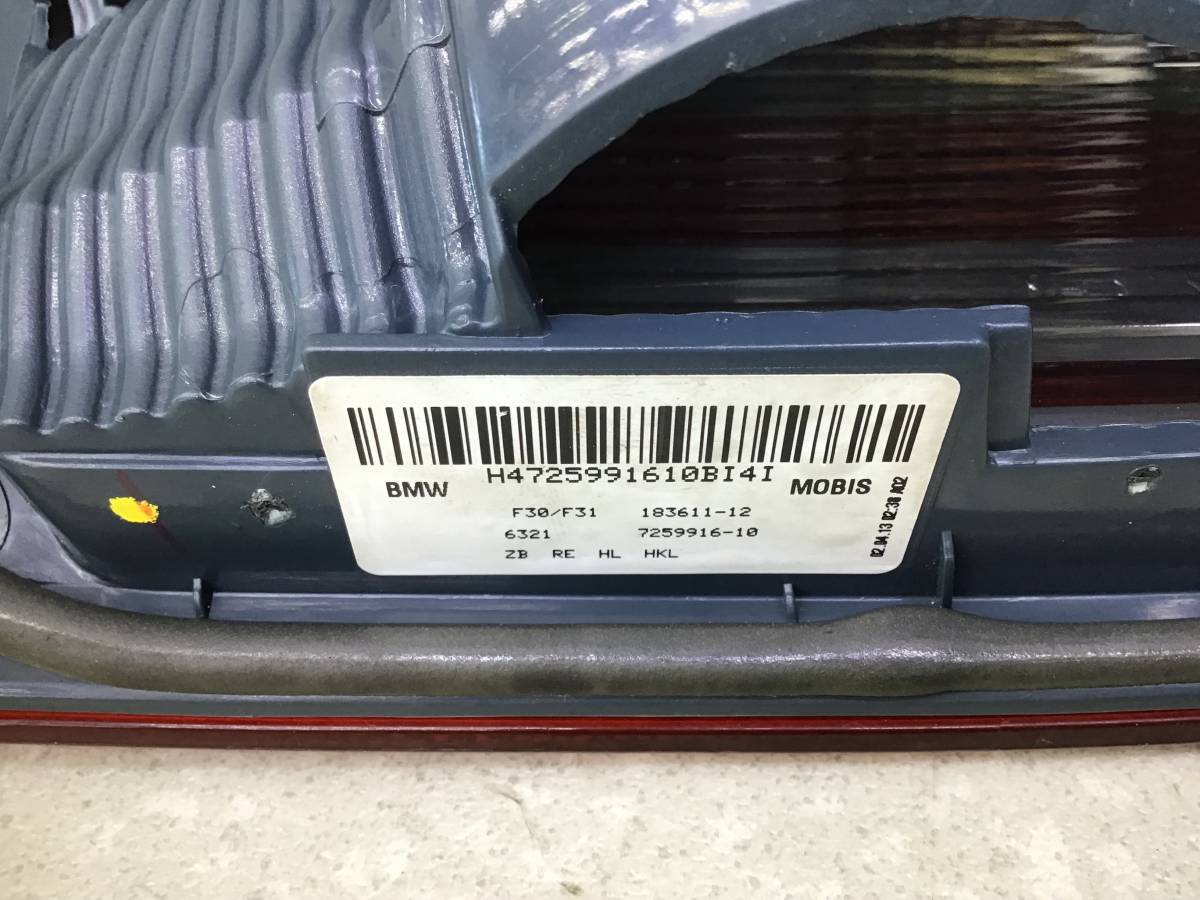 H4725991610BI4I
BMW MOBIS
F30/F31 183611-12
6321 7259916-10
ZB RE HL HKL
02.04.13 02:38 A02